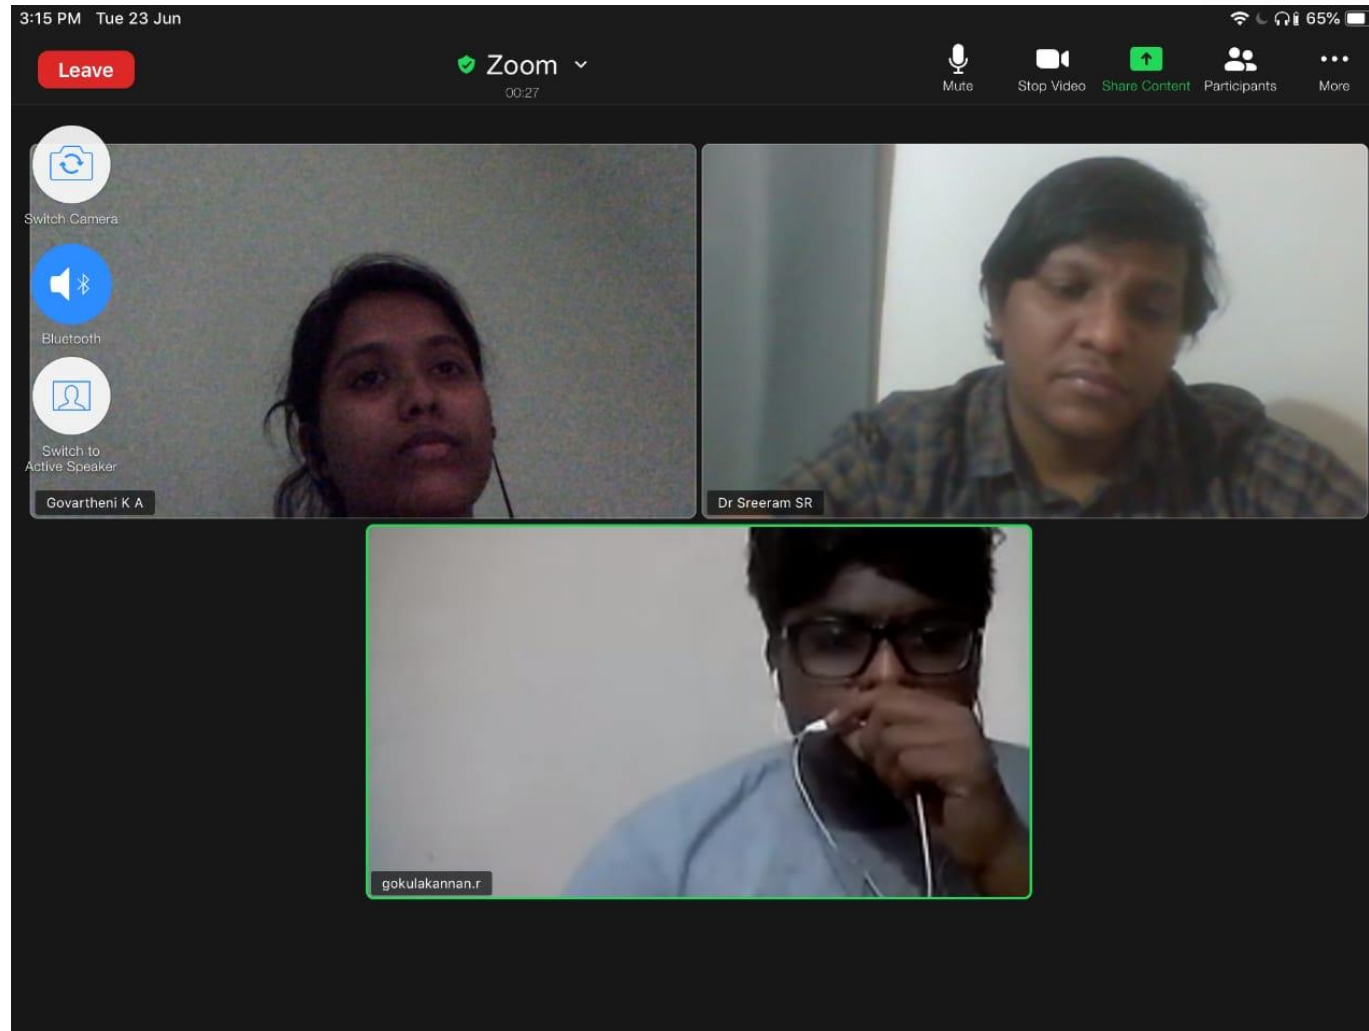 3:15 PM Tue 23 Jun
65%
Leave
Zoom
00:27
Mute
Stop Video
Share Content
Participants
More
Switch Camera
Bluetooth
Switch to
Active Speaker
Govartheni K A
Dr Sreeram SR
gokulakannan.r